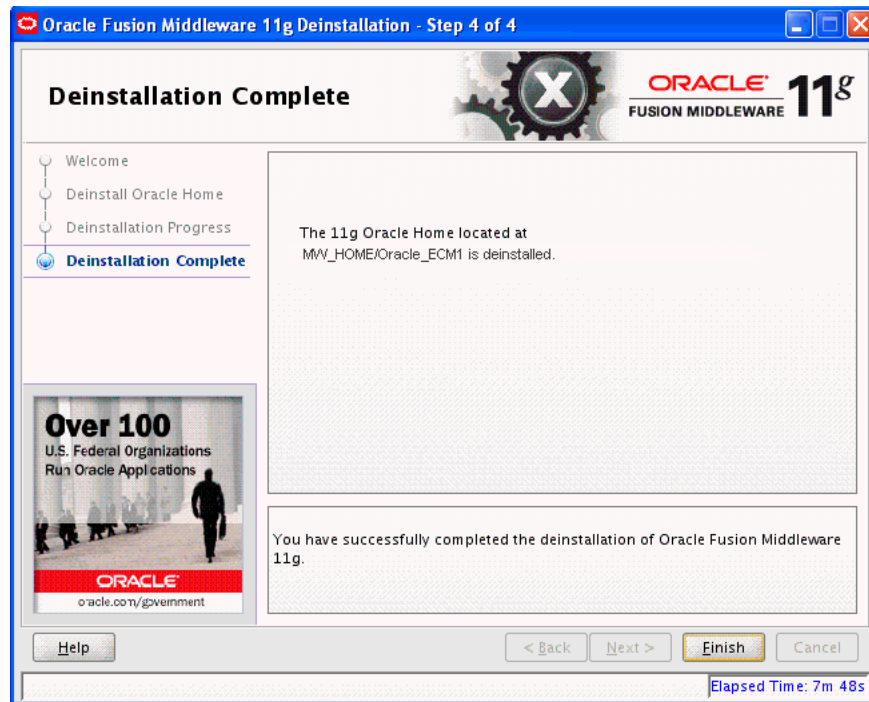 Oracle Fusion Middleware 11g Deinstallation - Step 4 of 4
Deinstallation Complete
ORACLE
FUSION MIDDLEWARE
11g
Welcome
Deinstall Oracle Home
Deinstallation Progress
Deinstallation Complete
The 11g Oracle Home located at
MW_HOME/Oracle_ECM1 is deinstalled.
Over 100
U.S. Federal Organizations
Run Oracle Applications
ORACLE
oracle.com/government
You have successfully completed the deinstallation of Oracle Fusion Middleware
11g.
Help
< Back
Next >
Finish
Cancel
Elapsed Time: 7m 48s